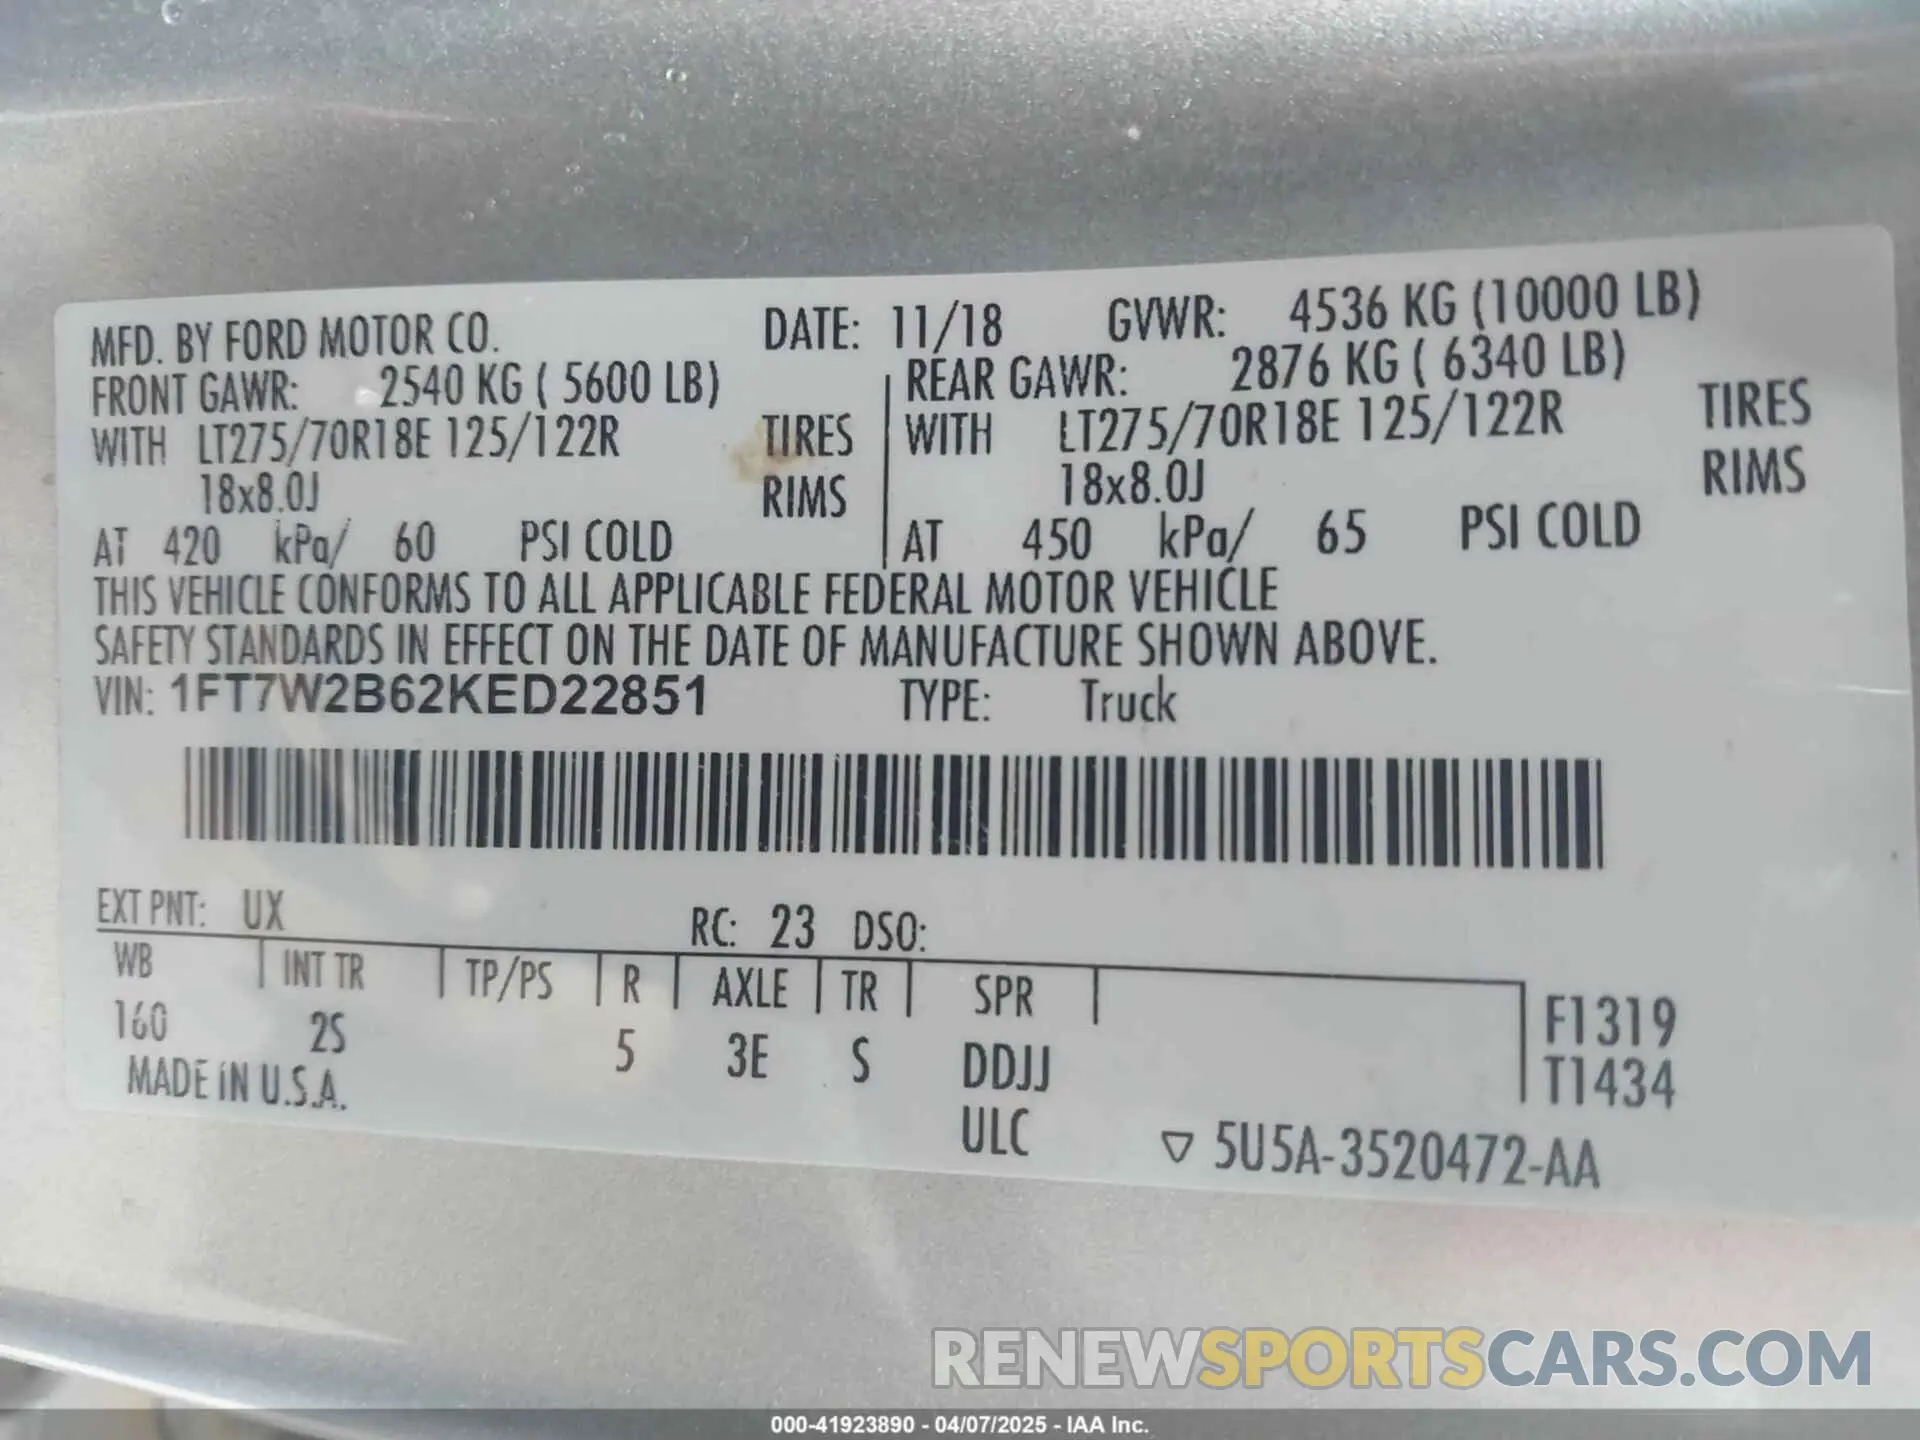 MFD. BY FORD MOTOR CO. DATE: 11/18 GVWR: 4536 KG (10000 LB)
FRONT GAWR: 2540 KG ( 5600 LB) REAR GAWR: 2876 KG ( 6340 LB)
WITH LT275/70R18E 125/122R TIRES WITH LT275/70R18E 125/122R TIRES
18x8.0J RIMS 18x8.0J RIMS
AT 420 kPa/ 60 PSI COLD AT 450 kPa/ 65 PSI COLD
THIS VEHICLE CONFORMS TO ALL APPLICABLE FEDERAL MOTOR VEHICLE
SAFETY STANDARDS IN EFFECT ON THE DATE OF MANUFACTURE SHOWN ABOVE.
VIN: 1FT7W2B62KED22851 TYPE: Truck
EXT PNT: UX RC: 23 DSO:
WB INT TR TP/PS R AXLE TR SPR
160 2S 5 3E S DDJJ F1319
MADE IN U.S.A. ULC T1434
▽ 5U5A-3520472-AA
RENEWSPORTSCARS.COM
000-41923890 - 04/07/2025 - IAA Inc.